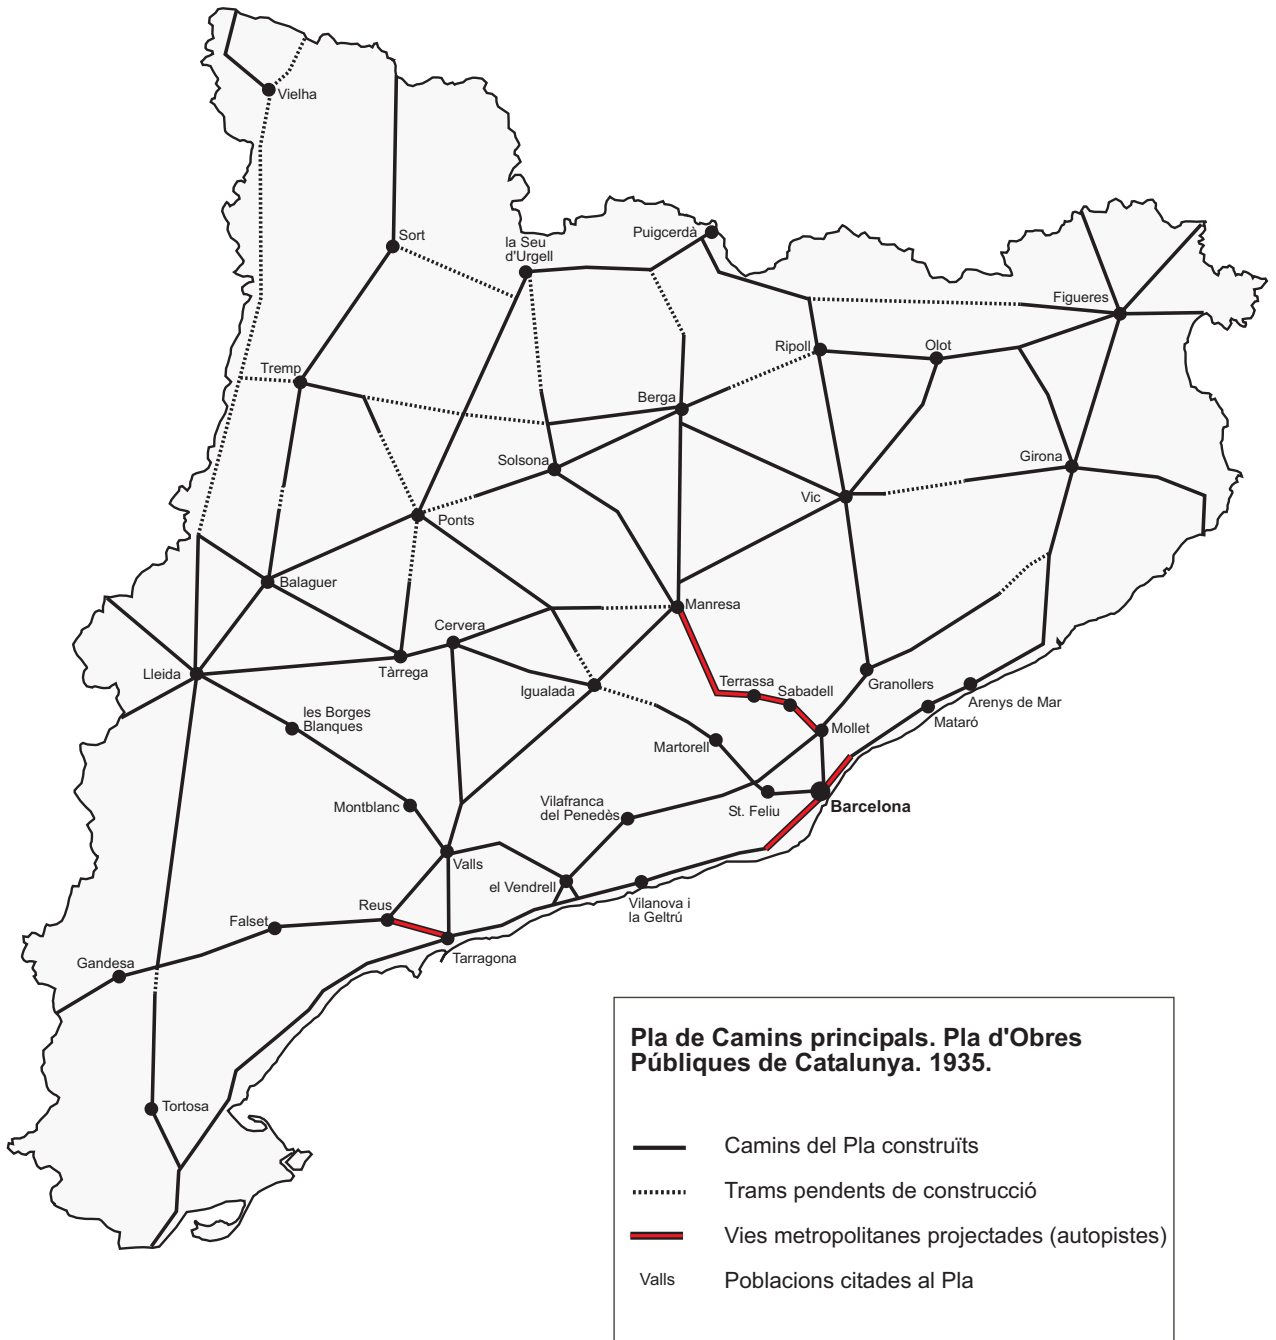 Vielha
Sort
la Seu
d'Urgell
Puigcerdà
Figueres
Ripoll
Olot
Tremp
Berga
Girona
Solsona
Vic
Ponts
Balaguer
Manresa
Cervera
Lleida
Tàrrega
Igualada
Terrassa
Sabadell
Granollers
Arenys de Mar
Mataró
les Borges
Blanques
Mollet
Martorell
Montblanc
Vilafranca
del Penedès
St. Feliu
Barcelona
Valls
el Vendrell
Vilanova i
la Geltrú
Reus
Falset
Tarragona
Gandesa
Tortosa
Pla de Camins principals. Pla d'Obres
Públiques de Catalunya. 1935.
Camins del Pla construïts
Trams pendents de construcció
Vies metropolitanes projectades (autopistes)
Valls Poblacions citades al Pla